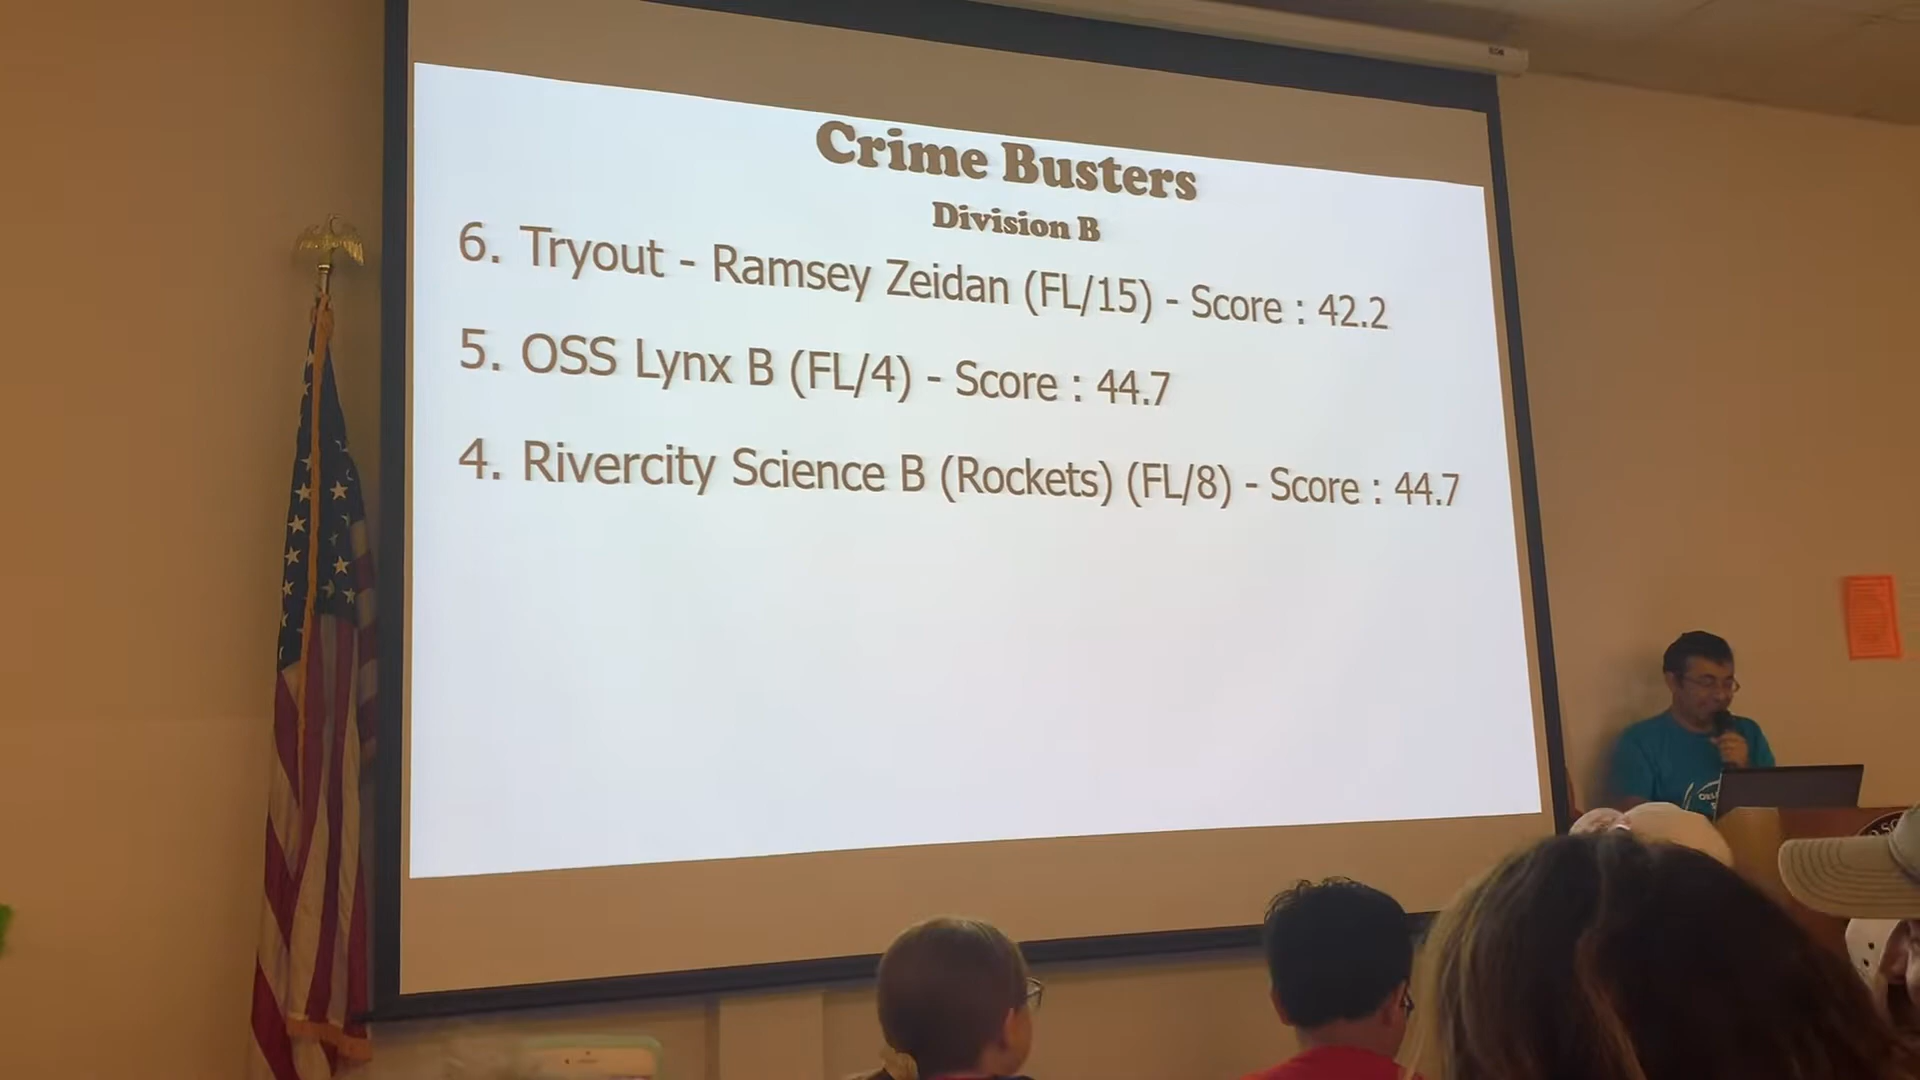 Crime Busters
Division B
6. Tryout - Ramsey Zeidan (FL/15) - Score : 42.2
5. OSS Lynx B (FL/4) - Score : 44.7
4. Rivercity Science B (Rockets) (FL/8) - Score : 44.7